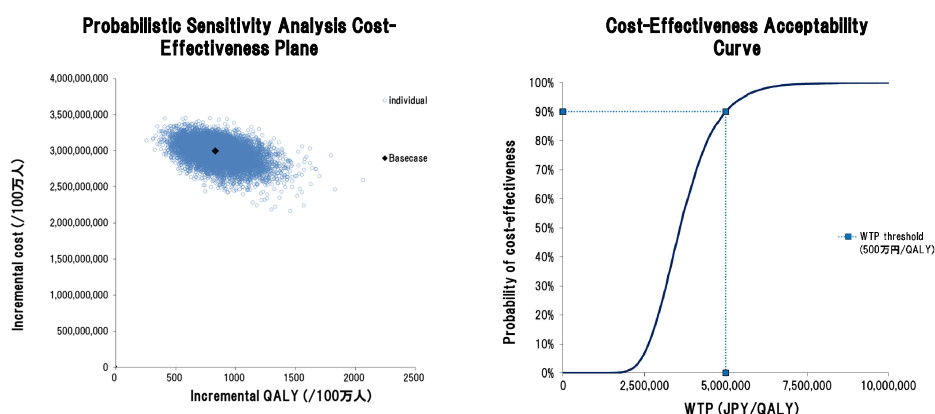 Probabilistic Sensitivity Analysis Cost-
Effectiveness Plane
4,000,000,000
3,500,000,000
3,000,000,000
2,500,000,000
2,000,000,000
1,500,000,000
1,000,000,000
500,000,000
0
0
500
1000
1500
2000
2500
Incremental cost (/100万人)
Incremental QALY (/100万人)
individual
Basecase
Cost-Effectiveness Acceptability
Curve
100%
90%
80%
70%
60%
50%
40%
30%
20%
10%
0%
0
2,500,000
5,000,000
7,500,000
10,000,000
Probability of cost-effectiveness
WTP (JPY/QALY)
WTP threshold
(500万円/QALY)